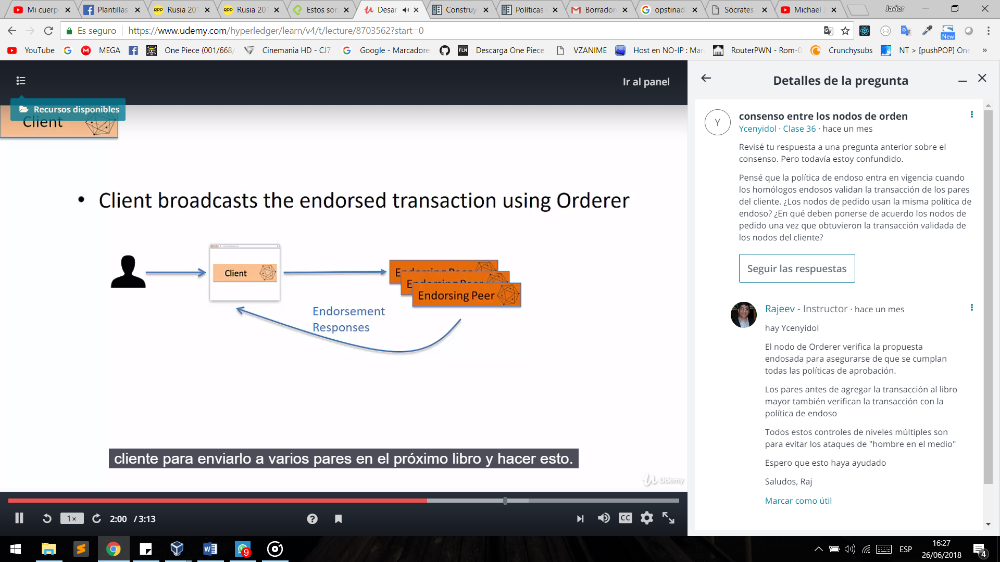 Mi cuerp
Plantillas
Rusia 201
Rusia 201
Estos son
Desar
Construy
Políticas
Borrador
opstinad
Sócrates
Michael J
Javier
Es seguro
https://www.udemy.com/hyperledger/learn/v4/t/lecture/8703562?start=0
New
YouTube
MEGA
One Piece (001/668/
Cinemania HD - CJ7
Google - Marcadore
FLN
Descarga One Piece
VZANIME
Host en NO-IP : Man
RouterPWN - Rom-0
Crunchysubs
NT > [pushPOP] One
»
Ir al panel
Recursos disponibles
Client
• Client broadcasts the endorsed transaction using Orderer
Client
Endorsing Peer
Endorsing Peer
Endorsing Peer
Endorsement
Responses
cliente para enviarlo a varios pares en el próximo libro y hacer esto.
Udemy
1×
2:00 / 3:13
CC
Detalles de la pregunta
Y
consenso entre los nodos de orden
Ycenyidol · Clase 36 · hace un mes
Revisé tu respuesta a una pregunta anterior sobre el
consenso. Pero todavía estoy confundido.
Pensé que la política de endoso entra en vigencia cuando
los homólogos endosos validan la transacción de los pares
del cliente. ¿Los nodos de pedido usan la misma política de
endoso? ¿En qué deben ponerse de acuerdo los nodos de
pedido una vez que obtuvieron la transacción validada de
los nodos del cliente?
Seguir las respuestas
Rajeev - Instructor · hace un mes
hay Ycenyidol
El nodo de Orderer verifica la propuesta
endosada para asegurarse de que se cumplan
todas las políticas de aprobación.
Los pares antes de agregar la transacción al libro
mayor también verifican la transacción con la
política de endoso
Todos estos controles de niveles múltiples son
para evitar los ataques de "hombre en el medio"
Espero que esto haya ayudado
Saludos, Raj
Marcar como útil
9
ESP
16:27
26/06/2018
4